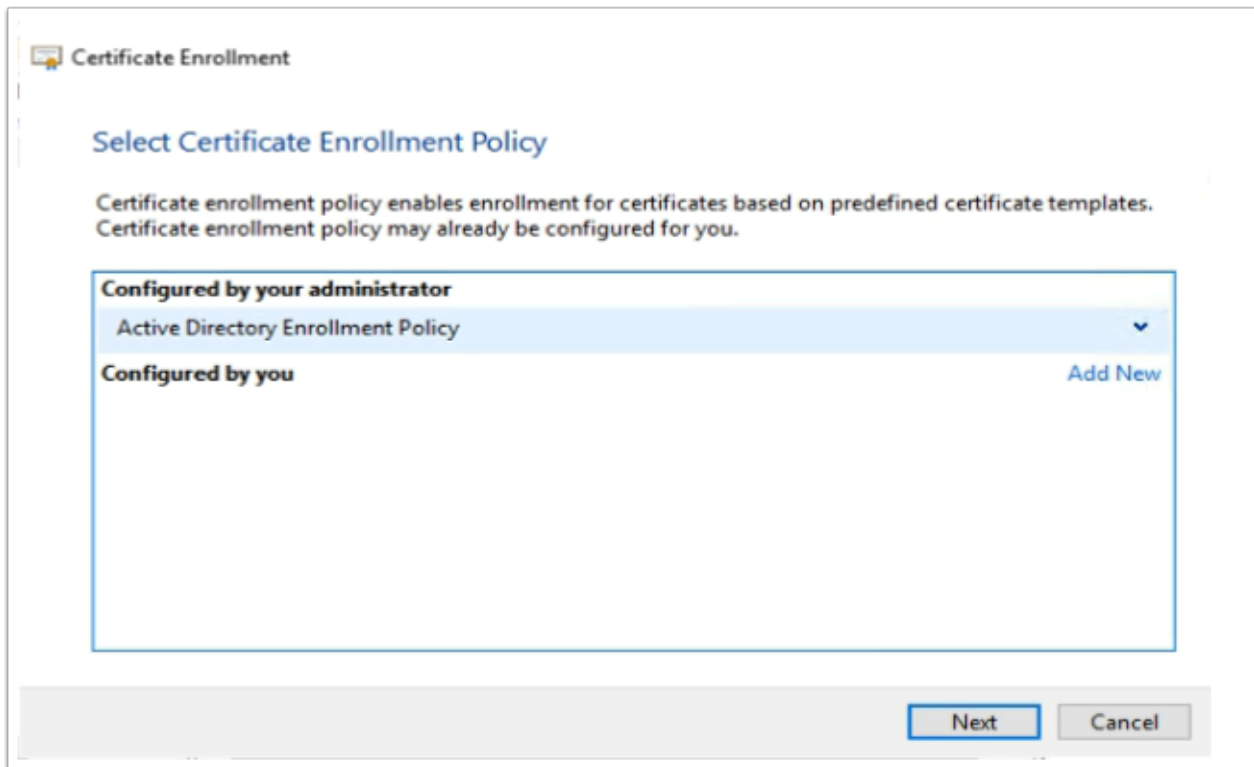 Certificate Enrollment
Select Certificate Enrollment Policy
Certificate enrollment policy enables enrollment for certificates based on predefined certificate templates.
Certificate enrollment policy may already be configured for you.
Configured by your administrator
Active Directory Enrollment Policy
Configured by you Add New
Next Cancel